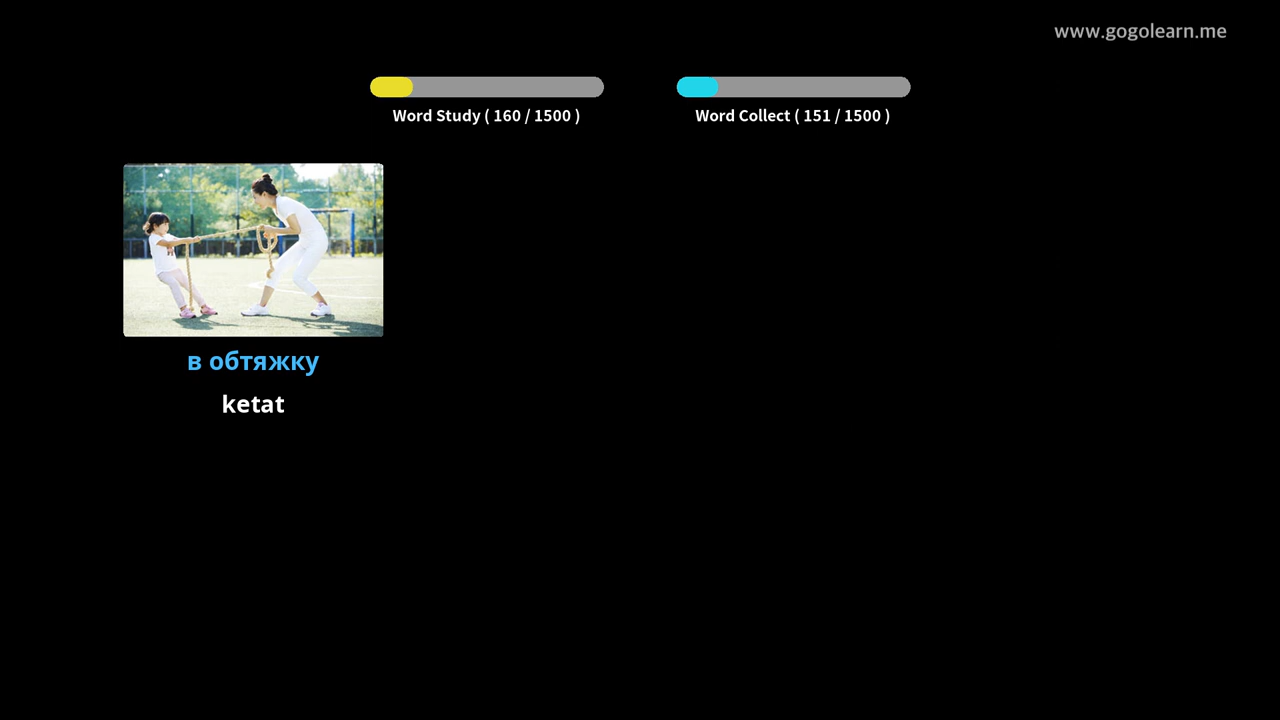 www.gogolearn.me
Word Study ( 160 / 1500 )
Word Collect ( 151 / 1500 )
в обтяжку
ketat